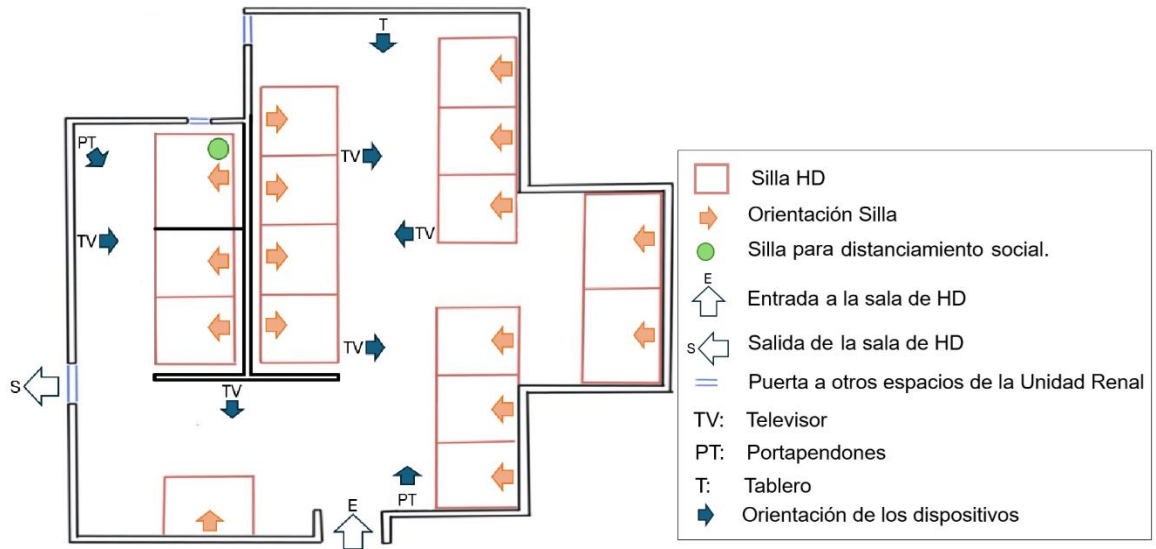 T
PT
TV
TV
TV
TV
S
TV
PT
E
Silla HD
Orientación Silla
Silla para distanciamiento social.
E
Entrada a la sala de HD
S
Salida de la sala de HD
Puerta a otros espacios de la Unidad Renal
TV: Televisor
PT: Portapendones
T: Tablero
Orientación de los dispositivos